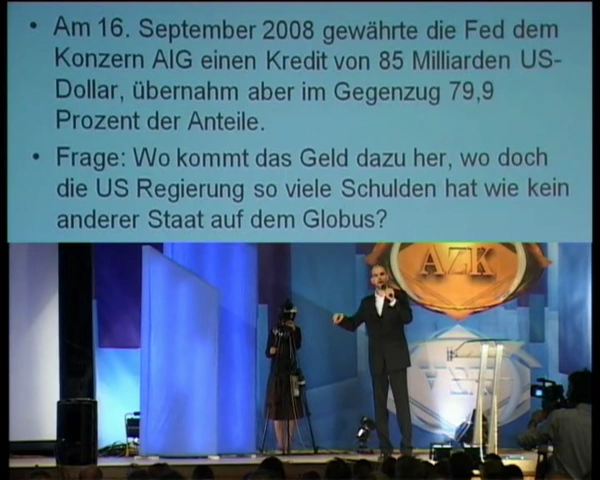 • Am 16. September 2008 gewährte die Fed dem
Konzern AIG einen Kredit von 85 Milliarden US-
Dollar, übernahm aber im Gegenzug 79,9
Prozent der Anteile.
• Frage: Wo kommt das Geld dazu her, wo doch
die US Regierung so viele Schulden hat wie kein
anderer Staat auf dem Globus?
AZK